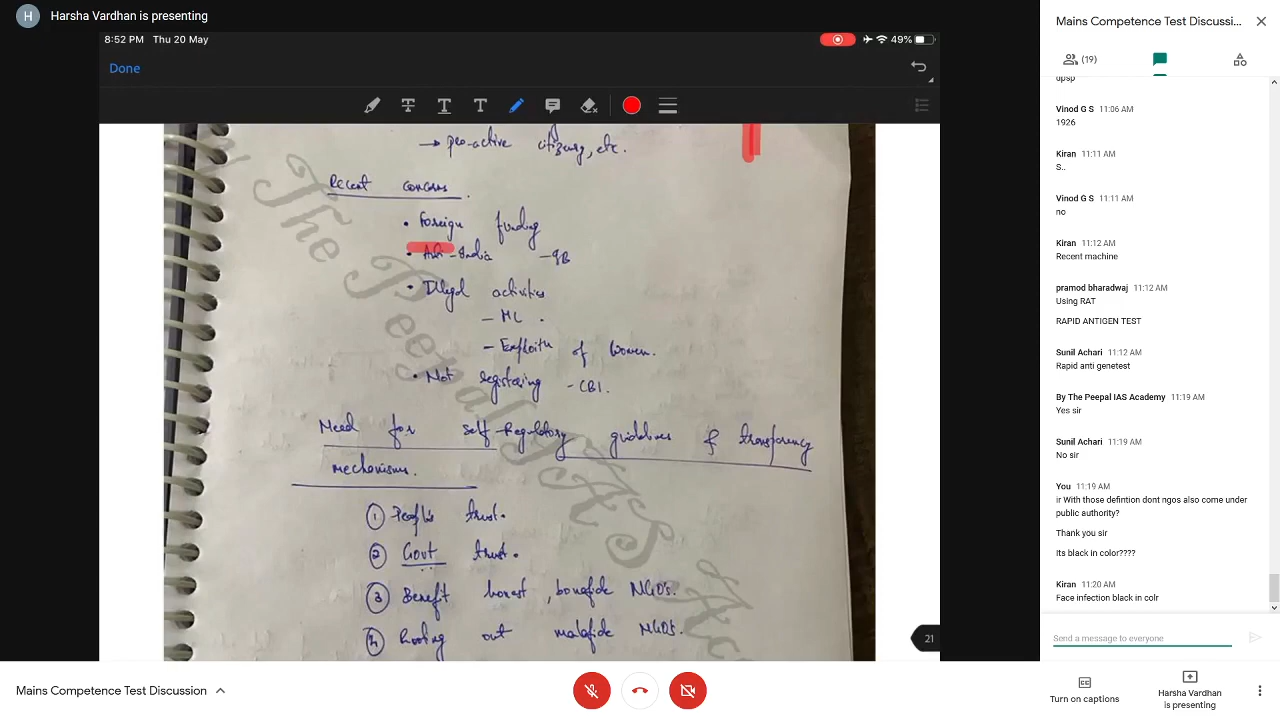 H Harsha Vardhan is presenting
8:52 PM Thu 20 May
49%
Done
→ pro-active citizenry, etc.
Recent concerns
• Foreign funding
• Anti-India - IB
• Illegal activities
- ML
- Exploitn of women.
• Not registering - CBI.
Need for self-Regulatory guidelines & transparency
mechanisms.
① People's trust.
② Govt trust.
③ Benefit honest, bonafide NGO's.
④ Rooting out malafide NGOs.
The Peepal IAS Aca
21
Mains Competence Test Discussi...
(19)
Vinod G S 11:06 AM
1926
Kiran 11:11 AM
S..
Vinod G S 11:11 AM
no
Kiran 11:12 AM
Recent machine
pramod bharadwaj 11:12 AM
Using RAT
RAPID ANTIGEN TEST
Sunil Achari 11:12 AM
Rapid anti genetest
By The Peepal IAS Academy 11:19 AM
Yes sir
Sunil Achari 11:19 AM
No sir
You 11:19 AM
ir With those defintion dont ngos also come under
public authority?
Thank you sir
Its black in color????
Kiran 11:20 AM
Face infection black in colr
Send a message to everyone
Mains Competence Test Discussion
Turn on captions
Harsha Vardhan
is presenting